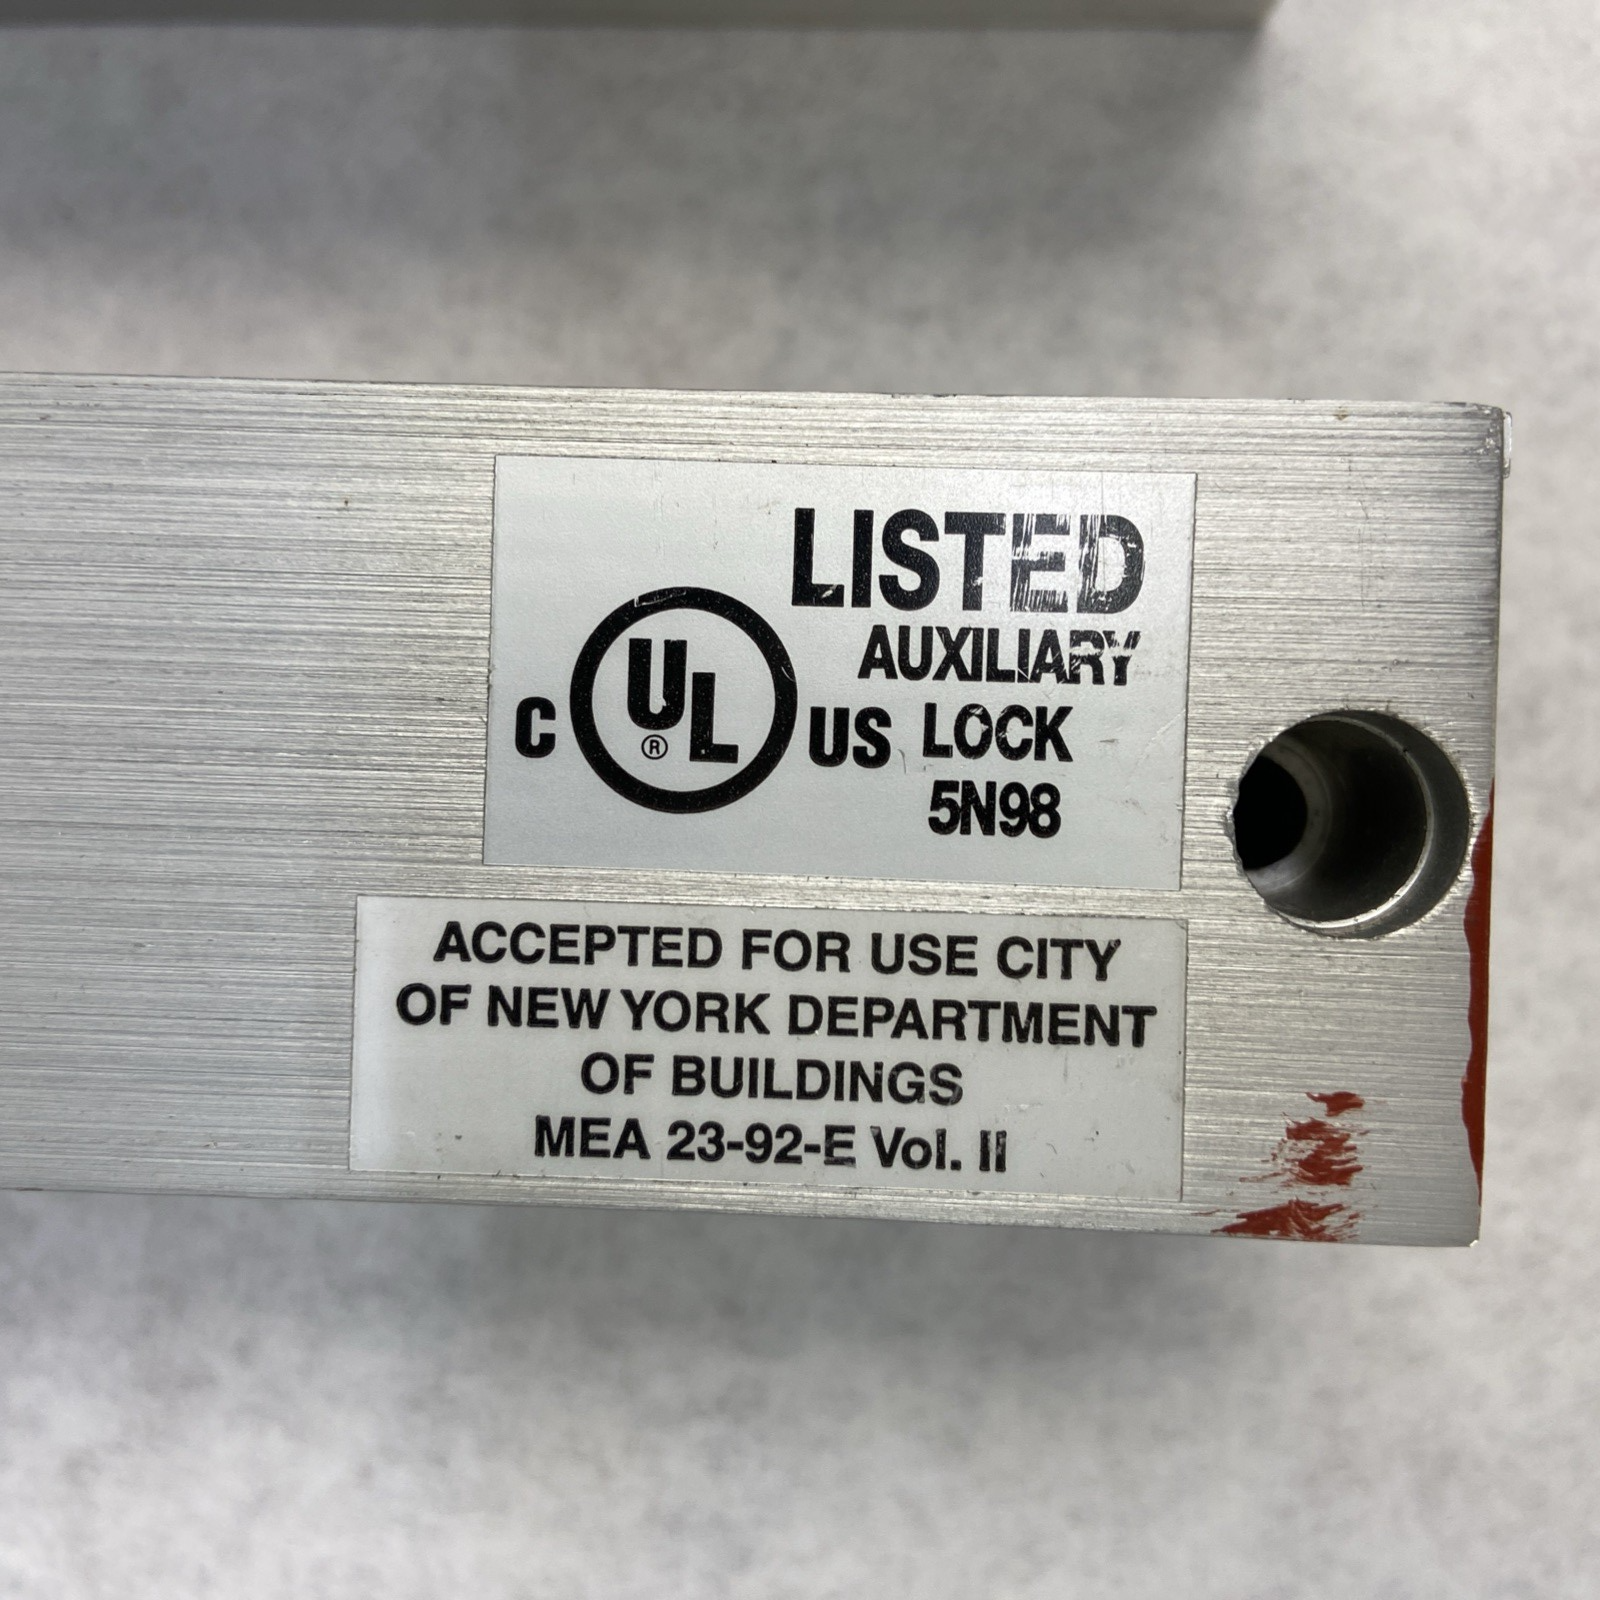 LISTED
AUXILIARY
C UL® US LOCK
5N98
ACCEPTED FOR USE CITY
OF NEW YORK DEPARTMENT
OF BUILDINGS
MEA 23-92-E Vol. II